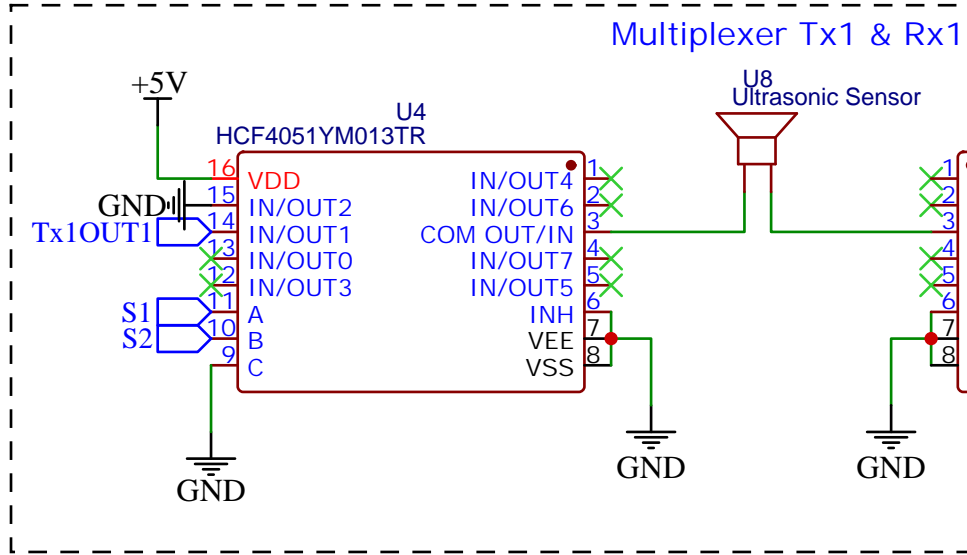 Multiplexer Tx1 & Rx1
+5V
U4
HCF4051YM013TR
U8
Ultrasonic Sensor
16 VDD
15 IN/OUT2
14 IN/OUT1
13 IN/OUT0
12 IN/OUT3
11 A
10 B
9 C
IN/OUT4 1
IN/OUT6 2
COM OUT/IN 3
IN/OUT7 4
IN/OUT5 5
INH 6
VEE 7
VSS 8
GND
Tx1OUT1
S1
S2
GND
GND
1
2
3
4
5
6
7
8
GND